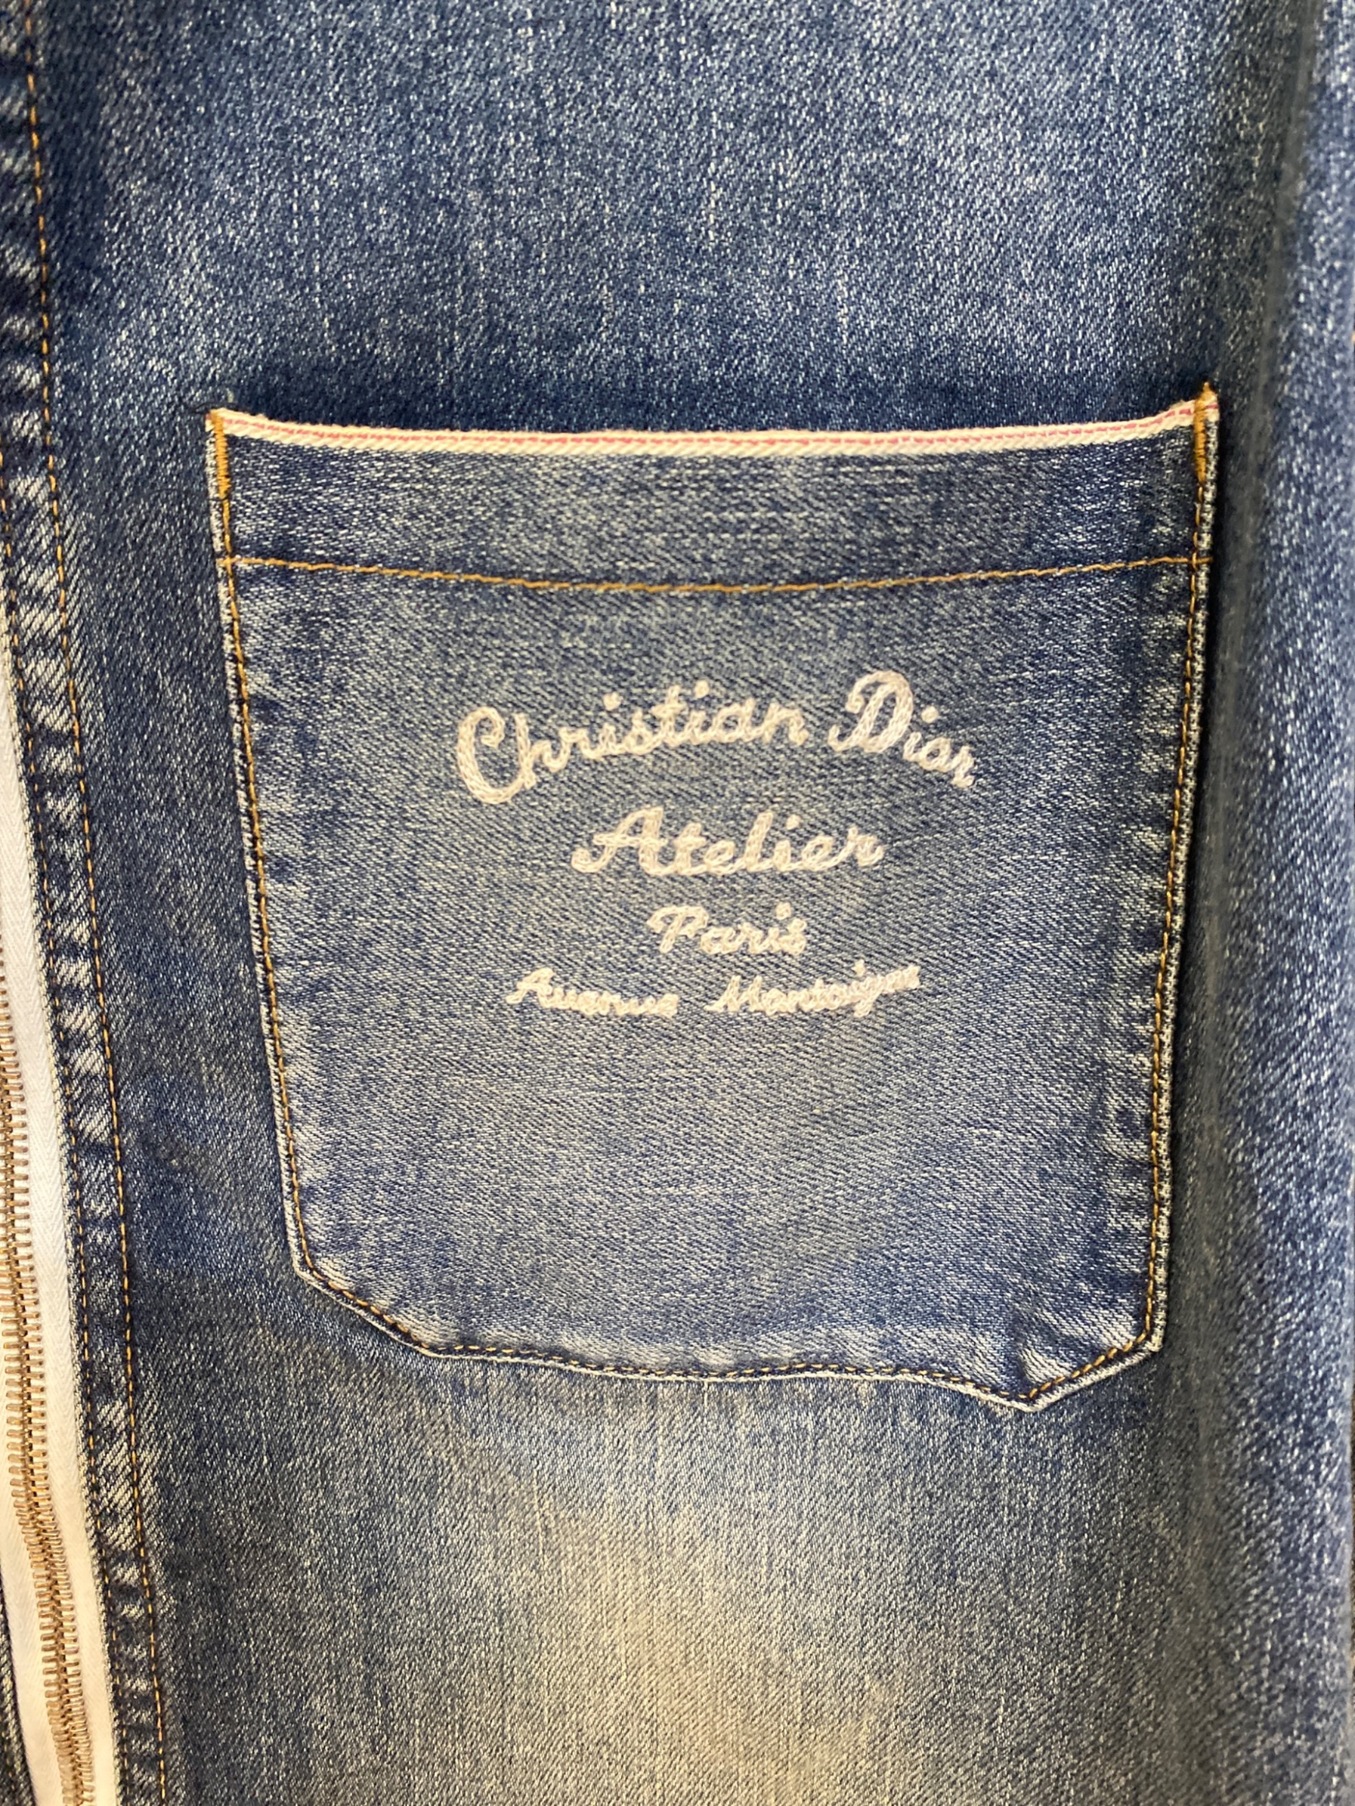 Christian Dior
Atelier
Paris
Avenue Montaigne